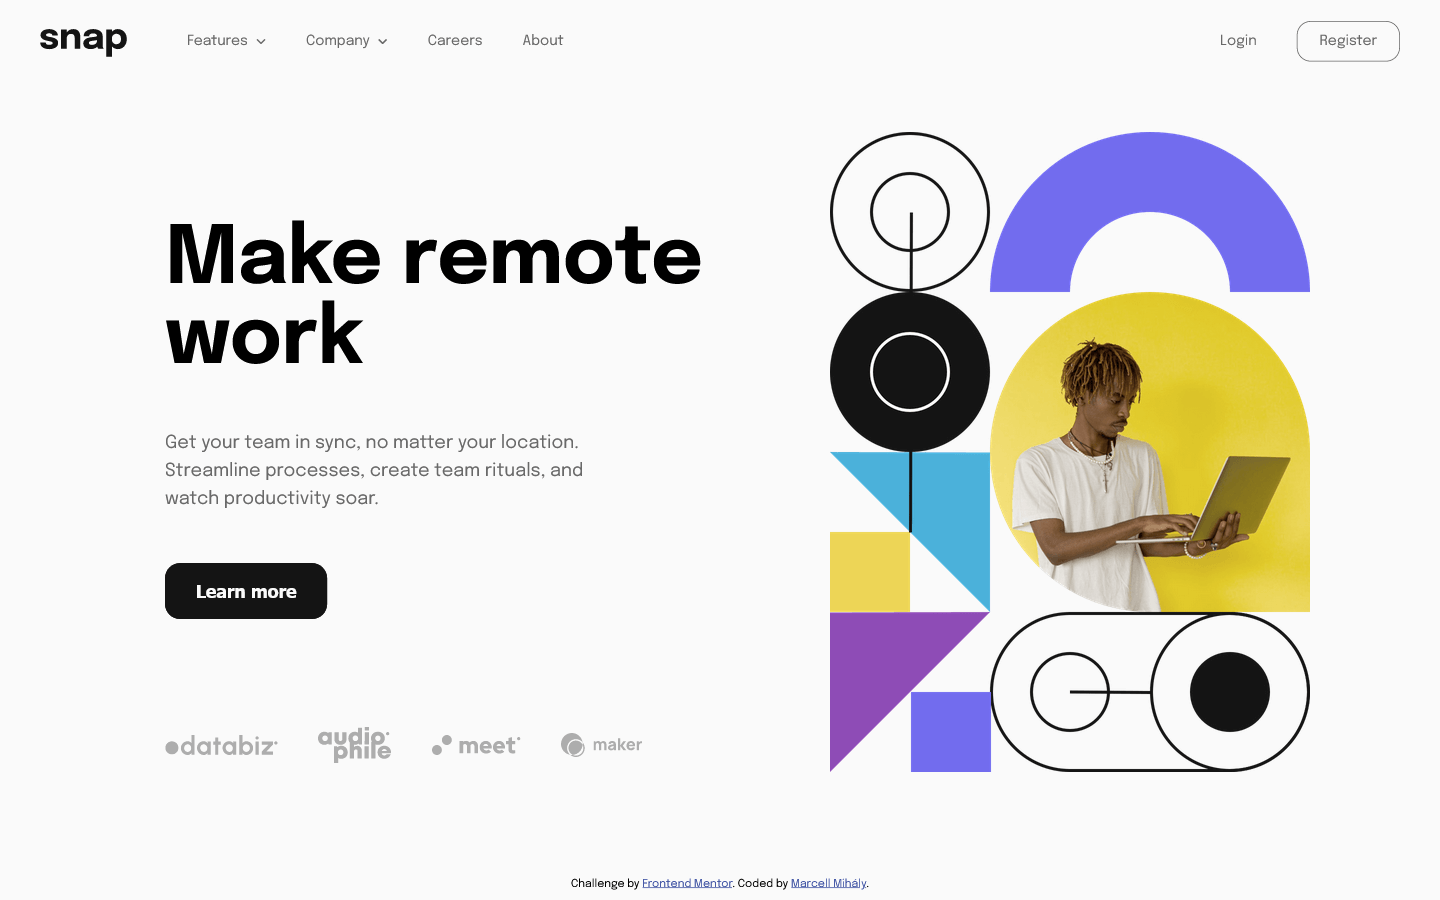 snap
Features
Company
Careers
About
Login
Register
Make remote
work
Get your team in sync, no matter your location.
Streamline processes, create team rituals, and
watch productivity soar.
Learn more
databiz
audio
phile
meet
maker
Challenge by Frontend Mentor. Coded by Marcell Mihály.